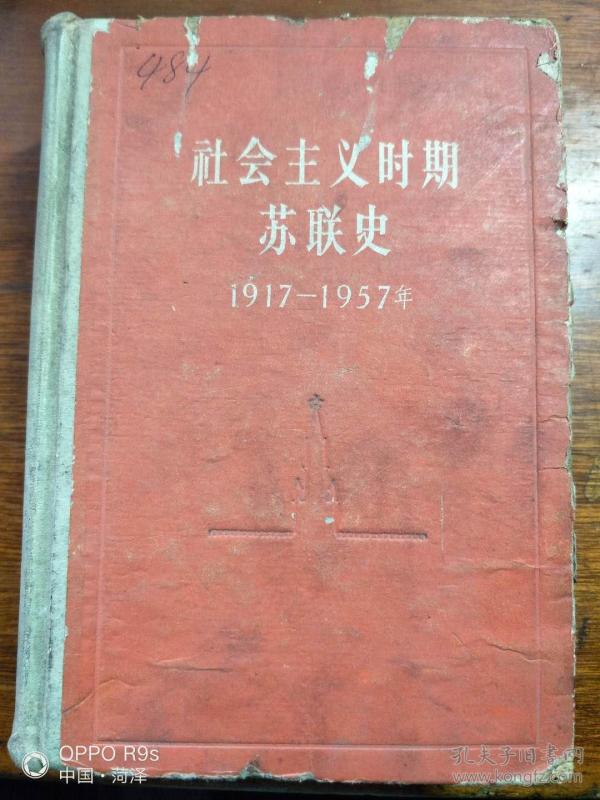 484
社会主义时期
苏联史
1917—1957年
OPPO R9s
中国·菏泽
孔夫子旧书网
www.kongfz.com